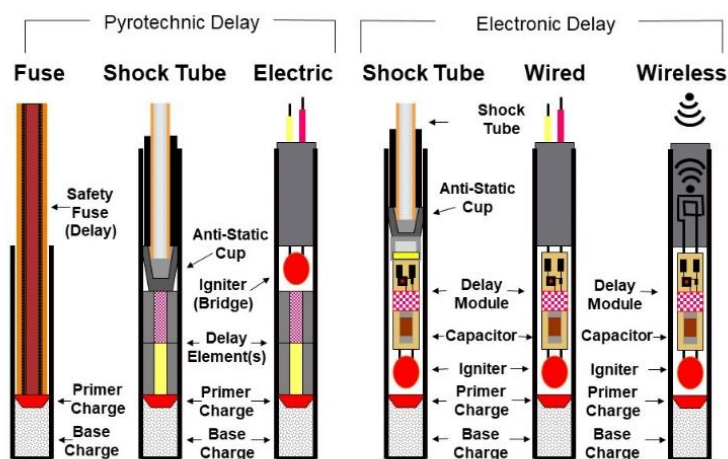 Pyrotechnic Delay
Electronic Delay
Fuse
Shock Tube
Electric
Shock Tube
Wired
Wireless
Shock
Tube
Safety
Fuse
(Delay)
Anti-Static
Cup
Anti-Static
Cup
Igniter
(Bridge)
Delay
Module
Delay
Module
Delay
Element(s)
Capacitor
Capacitor
Igniter
Igniter
Primer
Charge
Primer
Charge
Primer
Charge
Primer
Charge
Base
Charge
Base
Charge
Base
Charge
Base
Charge